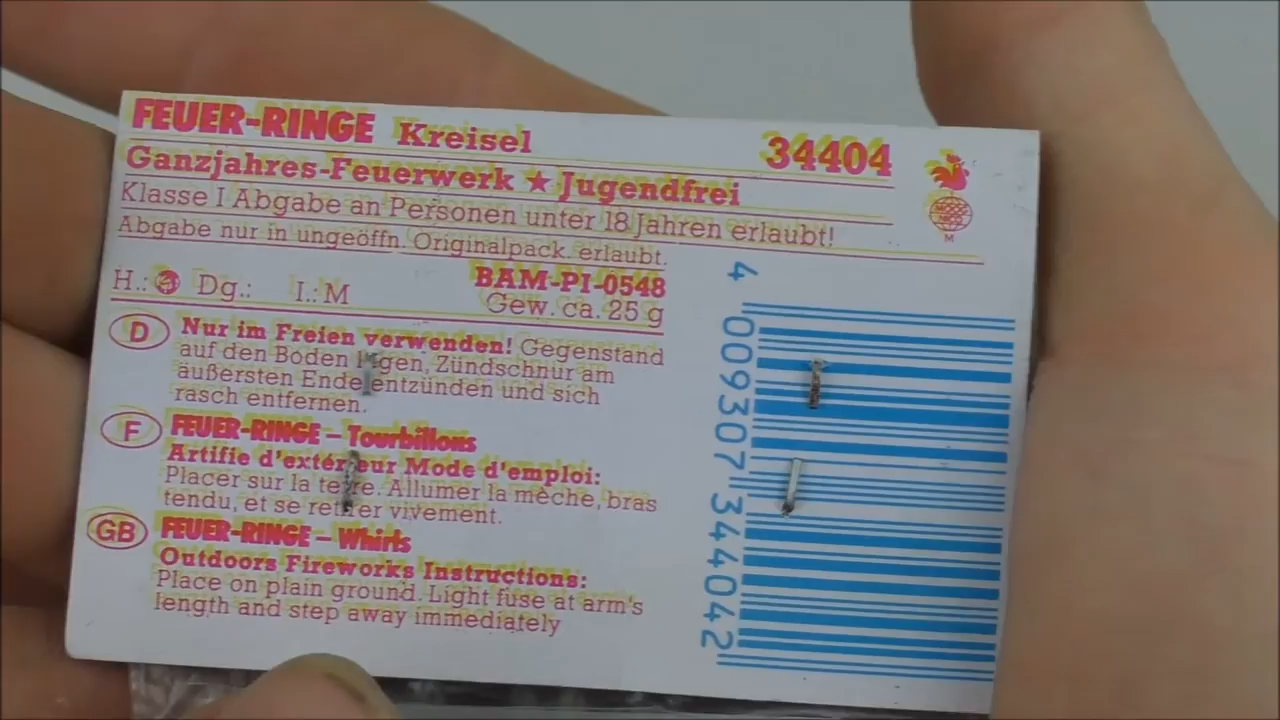 FEUER-RINGE Kreisel 34404
Ganzjahres-Feuerwerk ★ Jugendfrei
Klasse I Abgabe an Personen unter 18 Jahren erlaubt!
Abgabe nur in ungeöffn. Originalpack. erlaubt.
H.: Dg.: I.: M
BAM-PI-0548
Gew. ca. 25 g
D Nur im Freien verwenden! Gegenstand
auf den Boden legen, Zündschnur am
äußersten Ende entzünden und sich
rasch entfernen.
F FEUER-RINGE – Tourbillons
Artifie d'extérieur Mode d'emploi:
Placer sur la terre. Allumer la mèche, bras
tendu, et se retirer vivement.
GB FEUER-RINGE – Whirls
Outdoors Fireworks Instructions:
Place on plain ground. Light fuse at arm's
length and step away immediately
M
4 009307 344042